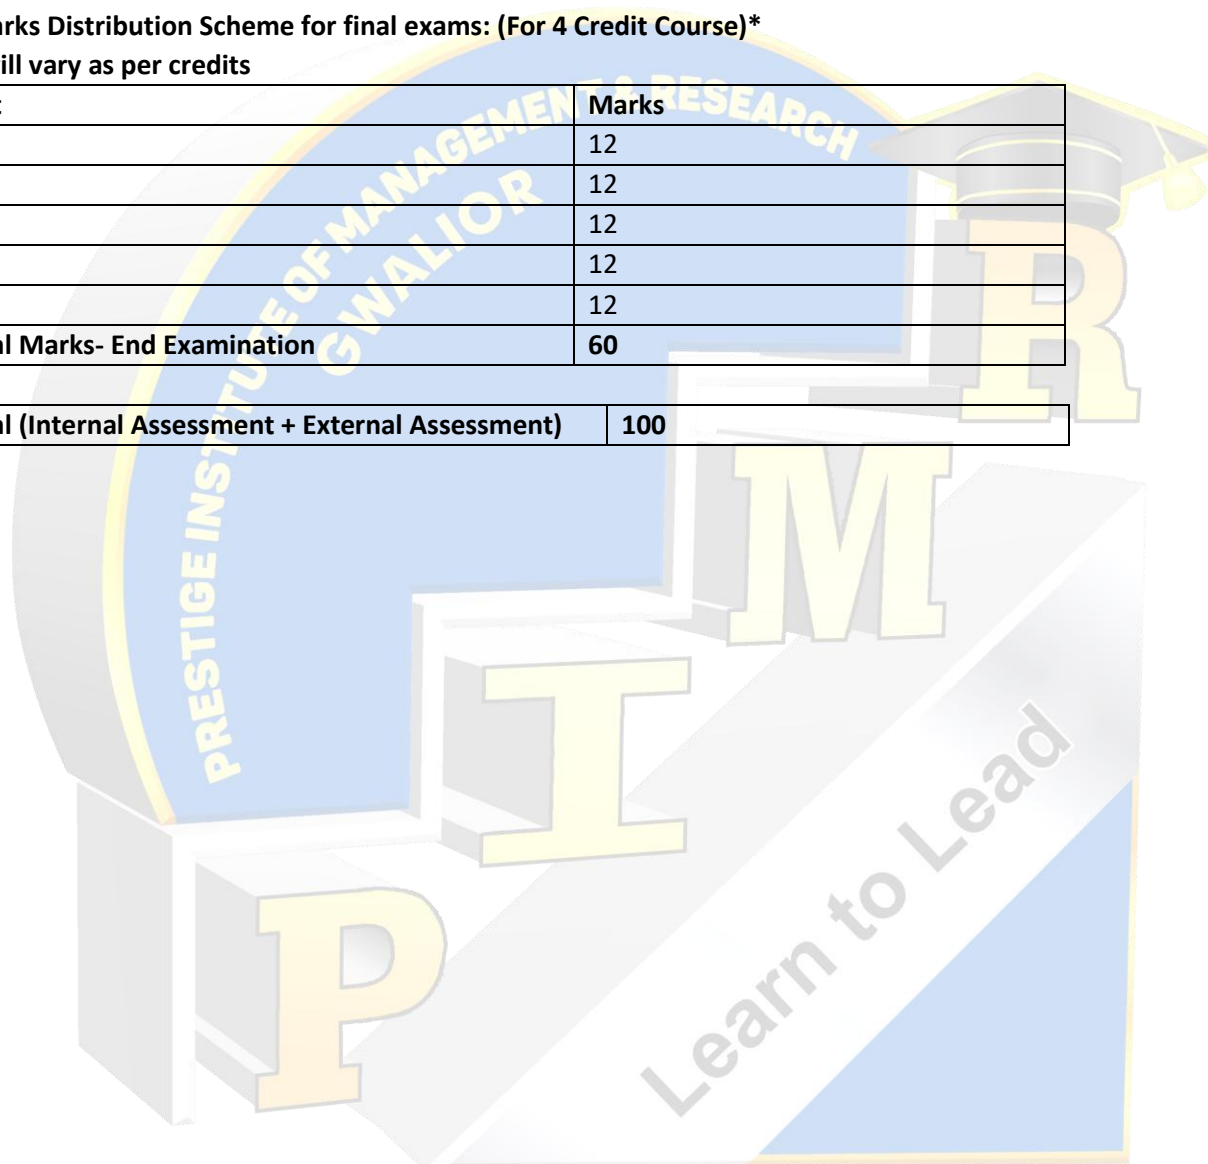 rks Distribution Scheme for final exams: (For 4 Credit Course)*
ill vary as per credits
Marks
12
12
12
12
12
al Marks- End Examination 60
al (Internal Assessment + External Assessment) 100
PRESTIGE INSTITUTE OF MANAGEMENT & RESEARCH
GWALIOR
R
M
I
P
Learn to Lead